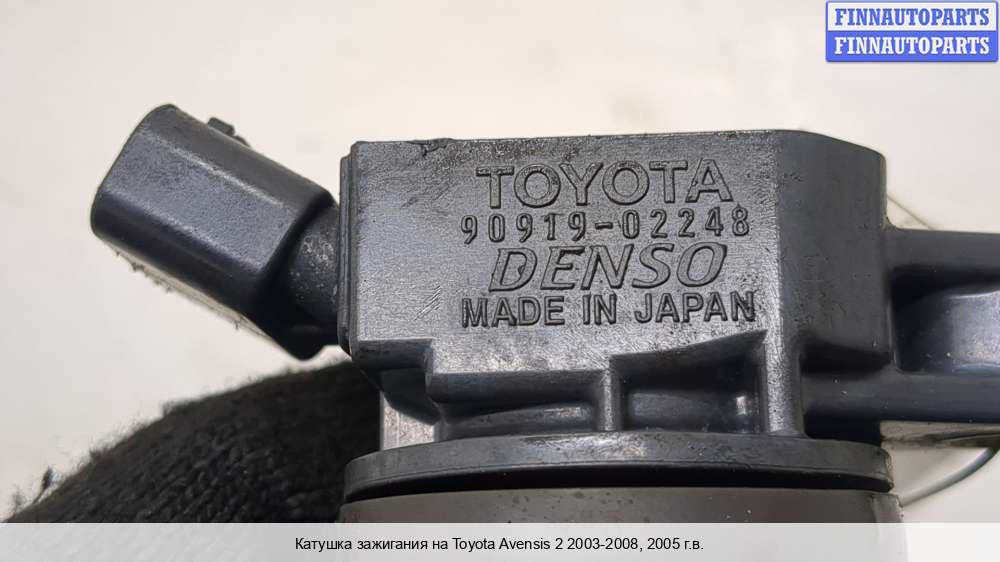 FINNAUTOPARTS
FINNAUTOPARTS
TOYOTA
90919-02248
DENSO
MADE IN JAPAN
Катушка зажигания на Toyota Avensis 2 2003-2008, 2005 г.в.